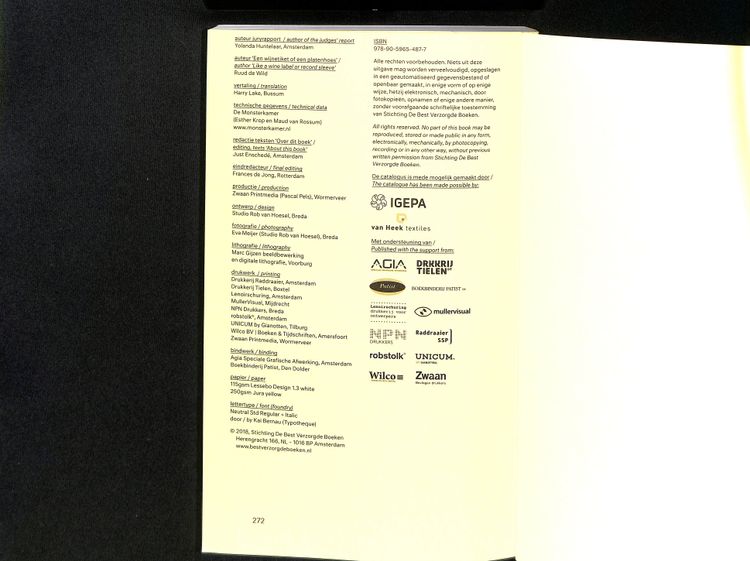 auteur juryrapport / author of the judges' report
Yolanda Huntelaar, Amsterdam
auteur 'Een wijnetiket of een platenhoes' /
author 'Like a wine label or record sleeve'
Ruud de Wild
vertaling / translation
Harry Lake, Bussum
technische gegevens / technical data
De Monsterkamer
(Esther Krop en Maud van Rossum)
www.monsterkamer.nl
redactie teksten 'Over dit boek' /
editing, texts 'About this book'
Just Enschedé, Amsterdam
eindredacteur / final editing
Frances de Jong, Rotterdam
productie / production
Zwaan Printmedia (Pascal Pels), Wormerveer
ontwerp / design
Studio Rob van Hoesel, Breda
fotografie / photography
Eva Meijer (Studio Rob van Hoesel), Breda
lithografie / lithography
Marc Gijzen beeldbewerking
en digitale lithografie, Voorburg
drukwerk / printing
Drukkerij Raddraaier, Amsterdam
Drukkerij Tielen, Boxtel
Lenoirschuring, Amsterdam
MullerVisual, Mijdrecht
NPN Drukkers, Breda
robstolk®, Amsterdam
UNICUM by Gianotten, Tilburg
Wilco BV | Boeken & Tijdschriften, Amersfoort
Zwaan Printmedia, Wormerveer
bindwerk / binding
Agia Speciale Grafische Afwerking, Amsterdam
Boekbinderij Patist, Den Dolder
papier / paper
115gsm Lessebo Design 1.3 white
250gsm Jura yellow
lettertype / font (foundry)
Neutral Std Regular + Italic
door / by Kai Bernau (Typotheque)
© 2018, Stichting De Best Verzorgde Boeken
Herengracht 166, NL – 1016 BP Amsterdam
www.bestverzorgdeboeken.nl
272
ISBN
978-90-5965-487-7
Alle rechten voorbehouden. Niets uit deze
uitgave mag worden verveelvoudigd, opgeslagen
in een geautomatiseerd gegevensbestand of
openbaar gemaakt, in enige vorm of op enige
wijze, hetzij elektronisch, mechanisch, door
fotokopieën, opnamen of enige andere manier,
zonder voorafgaande schriftelijke toestemming
van Stichting De Best Verzorgde Boeken.
All rights reserved. No part of this book may be
reproduced, stored or made public in any form,
electronically, mechanically, by photocopying,
recording or in any other way, without previous
written permission from Stichting De Best
Verzorgde Boeken.
De catalogus is mede mogelijk gemaakt door /
The catalogue has been made possible by:
IGEPA
van Heek textiles
Met ondersteuning van /
Published with the support from:
AGIA
DRKKRIJ
TIELEN
Patist
BOEKBINDERIJ PATIST
Lenoirschuring
drukkerij voor
ontwerpers
mullervisual
NPN
DRUKKERS
Raddraaier
SSP
robstolk®
UNICUM
Wilco
Zwaan